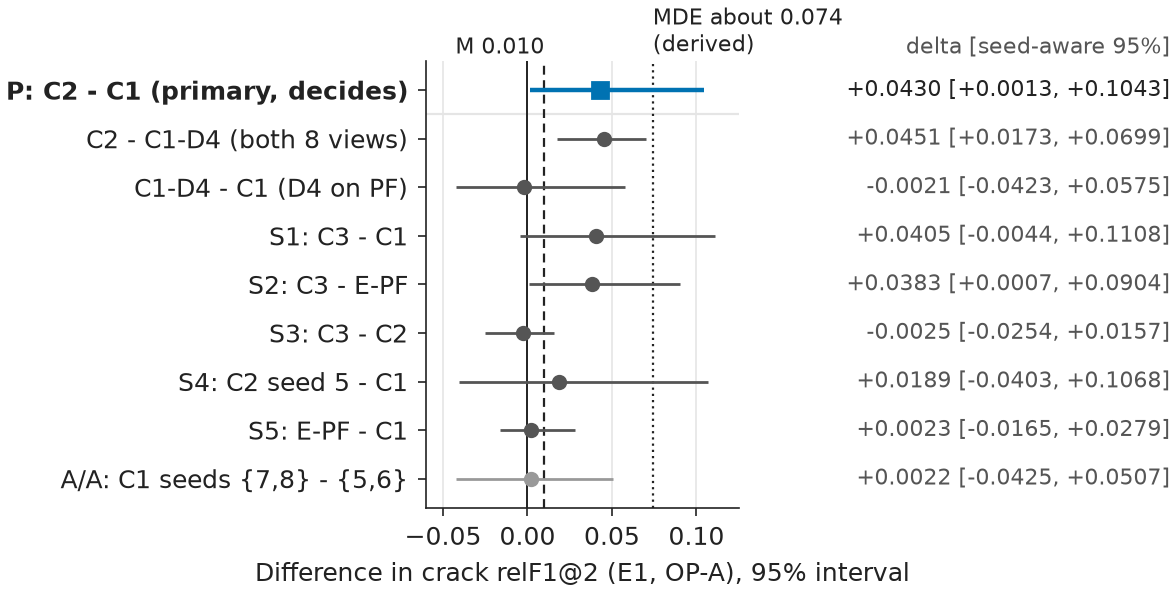 MDE about 0.074
M 0.010 (derived) delta [seed-aware 95%]
P: C2 - C1 (primary, decides) +0.0430 [+0.0013, +0.1043]
C2 - C1-D4 (both 8 views) +0.0451 [+0.0173, +0.0699]
C1-D4 - C1 (D4 on PF) -0.0021 [-0.0423, +0.0575]
S1: C3 - C1 +0.0405 [-0.0044, +0.1108]
S2: C3 - E-PF +0.0383 [+0.0007, +0.0904]
S3: C3 - C2 -0.0025 [-0.0254, +0.0157]
S4: C2 seed 5 - C1 +0.0189 [-0.0403, +0.1068]
S5: E-PF - C1 +0.0023 [-0.0165, +0.0279]
A/A: C1 seeds {7,8} - {5,6} +0.0022 [-0.0425, +0.0507]
−0.05 0.00 0.05 0.10
Difference in crack relF1@2 (E1, OP-A), 95% interval